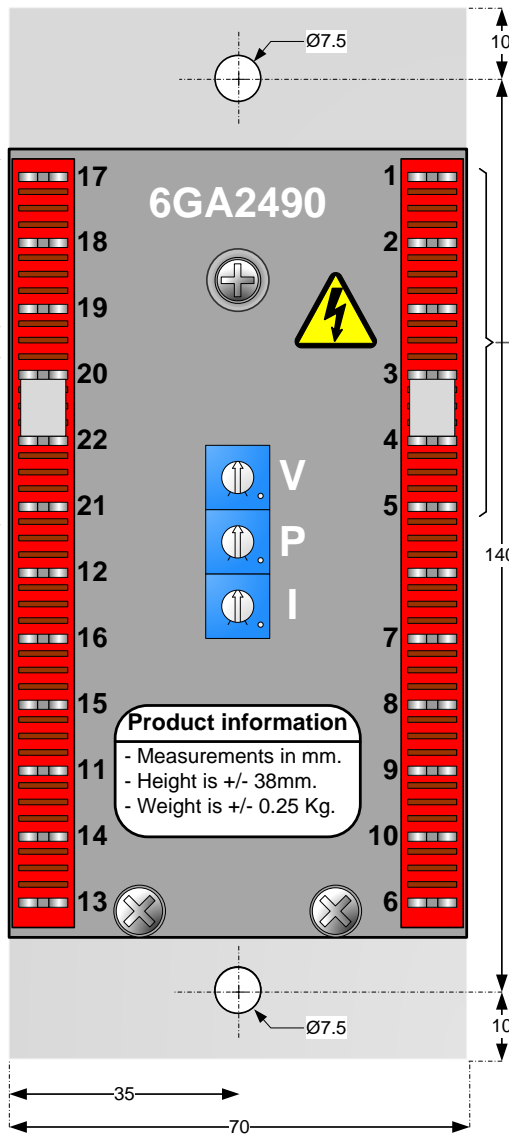 Ø7.5
10
17
1
6GA2490
18
2
19
20
3
22
4
V
21
5
P
140
12
I
16
7
15
8
Product information
- Measurements in mm.
- Height is +/- 38mm.
- Weight is +/- 0.25 Kg.
11
9
14
10
13
6
Ø7.5
10
35
70